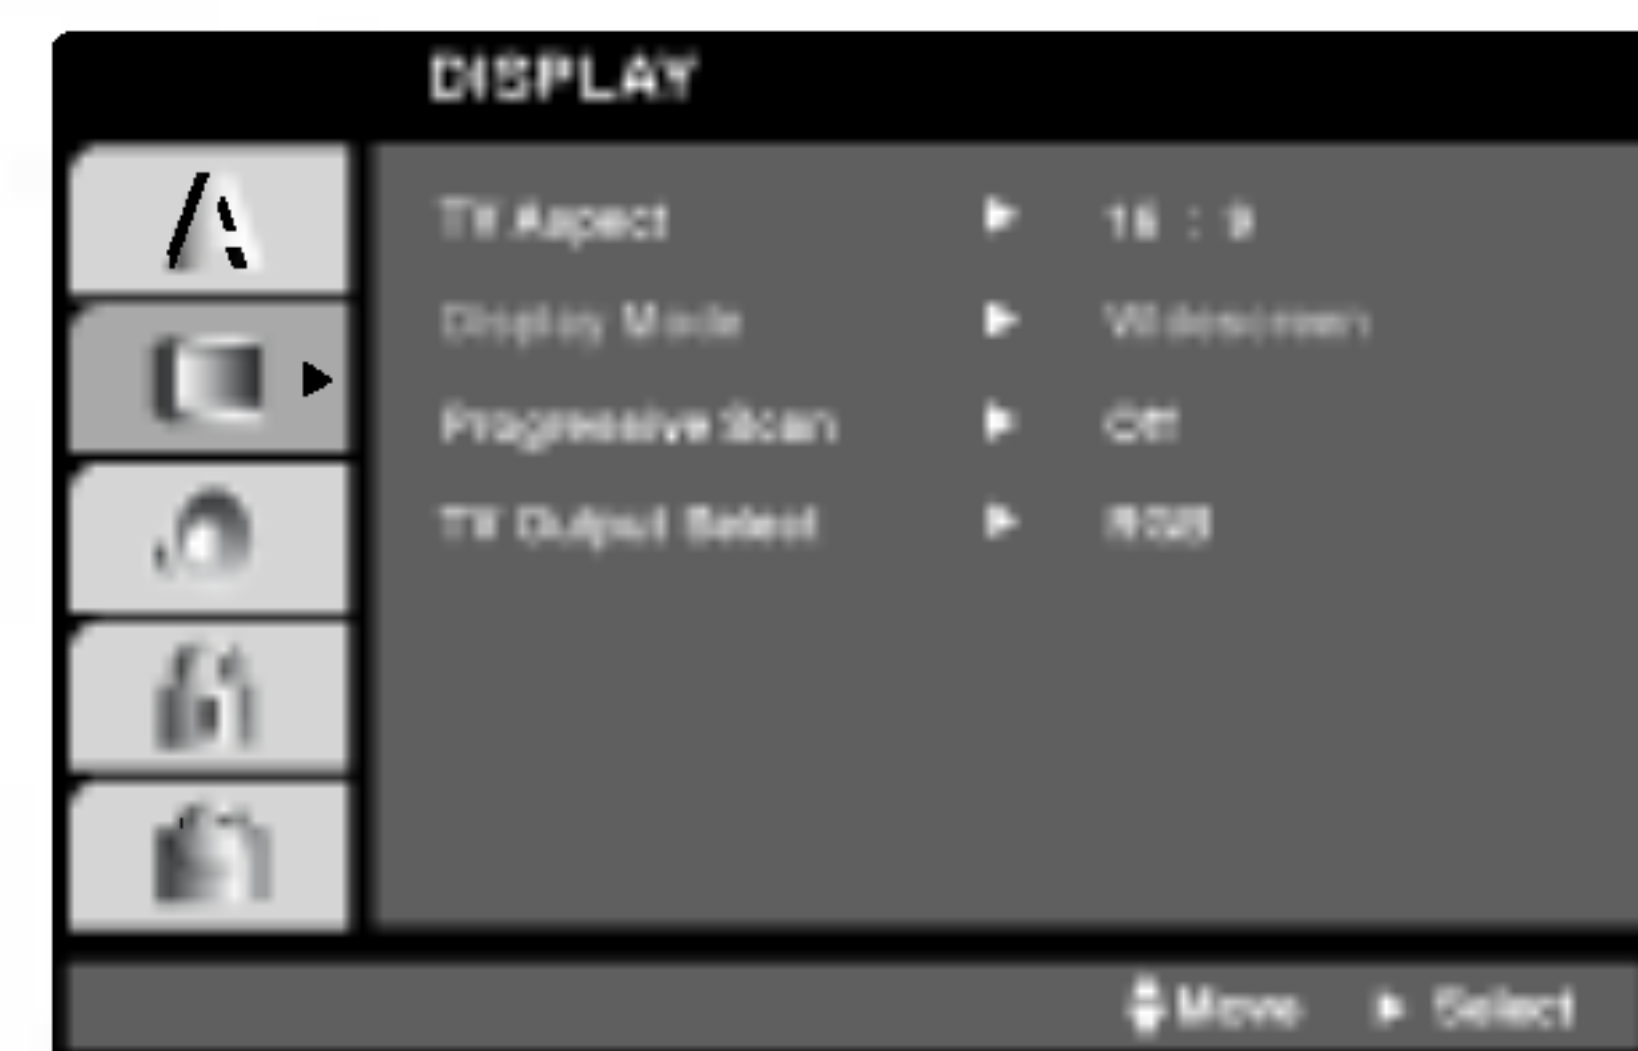 DISPLAY
TV Aspect ► 16 : 9
Display Mode ► Widescreen
Progressive Scan ► Off
TV Output Select ► RGB
Move ► Select